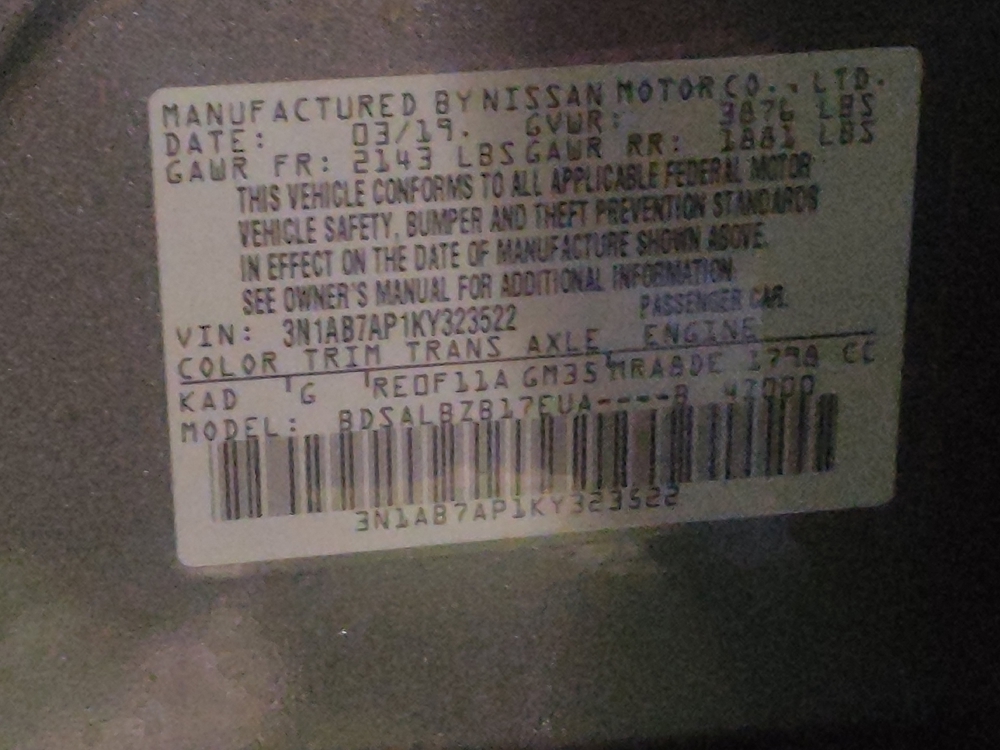 MANUFACTURED BY NISSAN MOTOR CO., LTD.
DATE: 03/19. GVWR: 3876 LBS
GAWR FR: 2143 LBS GAWR RR: 1881 LBS
THIS VEHICLE CONFORMS TO ALL APPLICABLE FEDERAL MOTOR
VEHICLE SAFETY, BUMPER AND THEFT PREVENTION STANDARDS
IN EFFECT ON THE DATE OF MANUFACTURE SHOWN ABOVE.
SEE OWNER'S MANUAL FOR ADDITIONAL INFORMATION
PASSENGER CAR.
VIN: 3N1AB7AP1KY323522
COLOR TRIM TRANS AXLE ENGINE
KAD G RE0F11A GM35 MRA8DE 1798 CC
MODEL: BDSALBZB17EUA----B
3N1AB7AP1KY323522